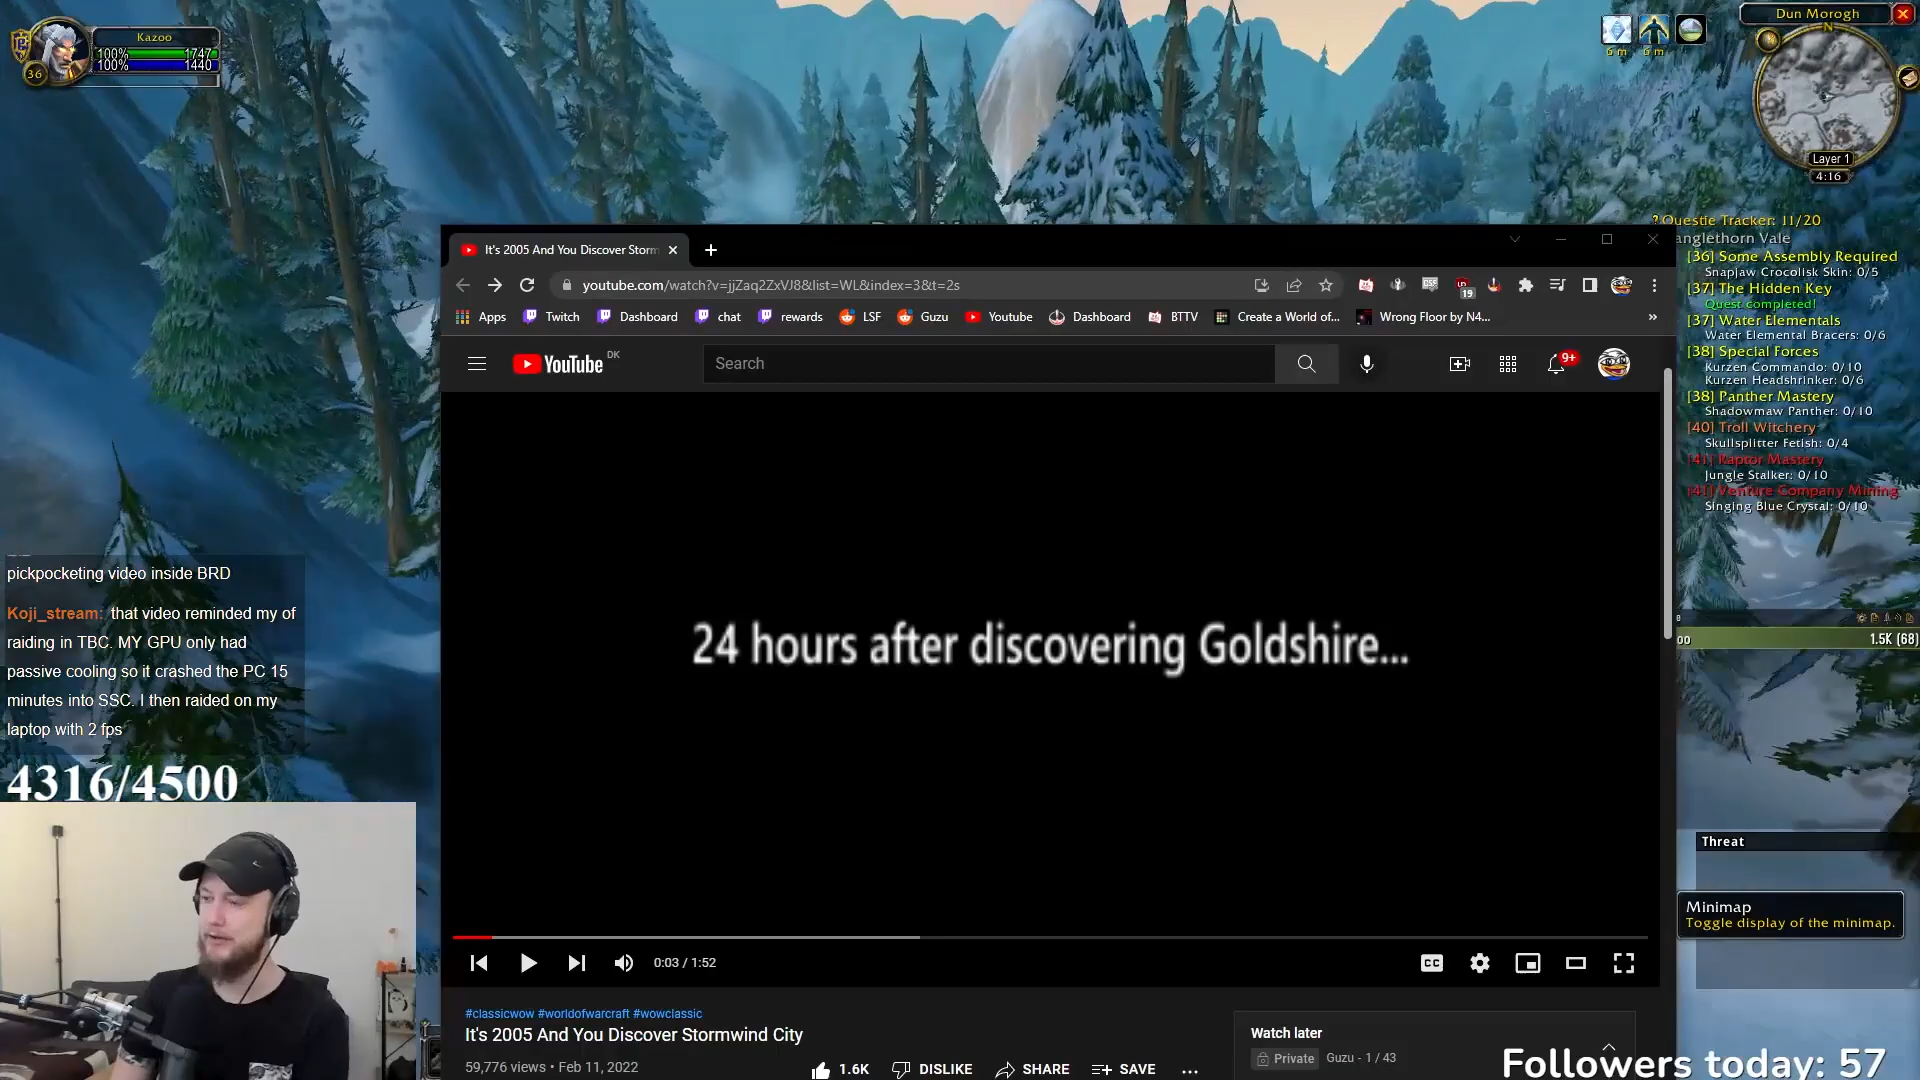 Kazoo
100% 1747
100% 1440
36
6 m
6 m
Dun Morogh
N
Layer 1
4:16
? Questie Tracker: 11/20
anglethorn Vale
[36] Some Assembly Required
Snapjaw Crocolisk Skin: 0/5
[37] The Hidden Key
Quest completed!
[37] Water Elementals
Water Elemental Bracers: 0/6
[38] Special Forces
Kurzen Commando: 0/10
Kurzen Headshrinker: 0/6
[38] Panther Mastery
Shadowmaw Panther: 0/10
[40] Troll Witchery
Skullsplitter Fetish: 0/4
[41] Raptor Mastery
Jungle Stalker: 0/10
[41] Venture Company Mining
Singing Blue Crystal: 0/10
oo 1.5K (68)
Threat
Minimap
Toggle display of the minimap.
It's 2005 And You Discover Storm
youtube.com/watch?v=jjZaq2ZxVJ8&list=WL&index=3&t=2s
19
Apps Twitch Dashboard chat rewards LSF Guzu Youtube Dashboard BTTV Create a World of... Wrong Floor by N4... »
YouTube DK
Search
9+
24 hours after discovering Goldshire...
0:03 / 1:52
CC
#classicwow #worldofwarcraft #wowclassic
It's 2005 And You Discover Stormwind City
59,776 views • Feb 11, 2022
1.6K DISLIKE SHARE SAVE ...
Watch later
Private Guzu - 1 / 43
pickpocketing video inside BRD
Koji_stream: that video reminded my of
raiding in TBC. MY GPU only had
passive cooling so it crashed the PC 15
minutes into SSC. I then raided on my
laptop with 2 fps
4316/4500
Followers today: 57